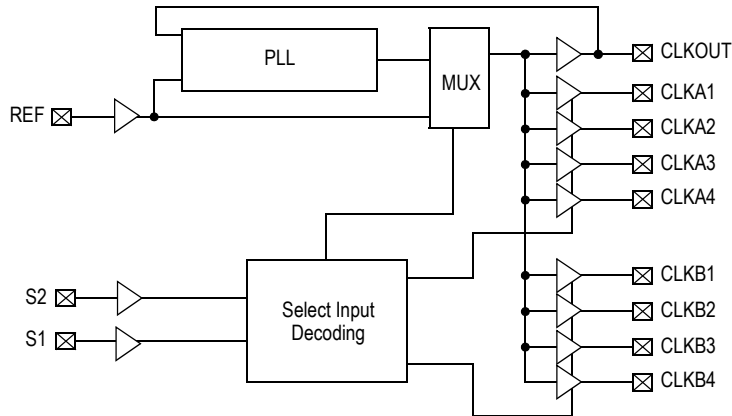 PLL
MUX
REF
CLKOUT
CLKA1
CLKA2
CLKA3
CLKA4
S2
S1
Select Input
Decoding
CLKB1
CLKB2
CLKB3
CLKB4